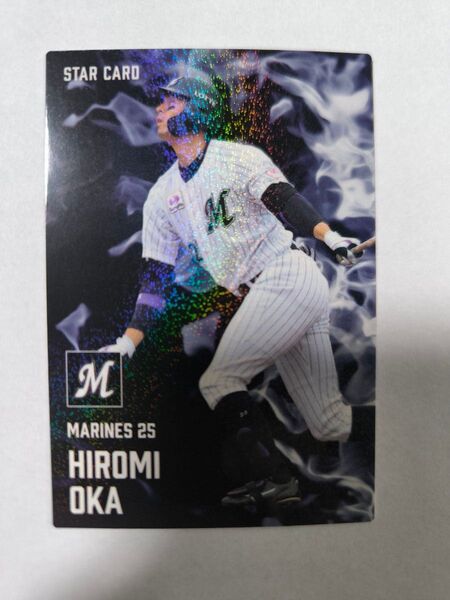 STAR CARD
M
M
MARINES 25
HIROMI
OKA